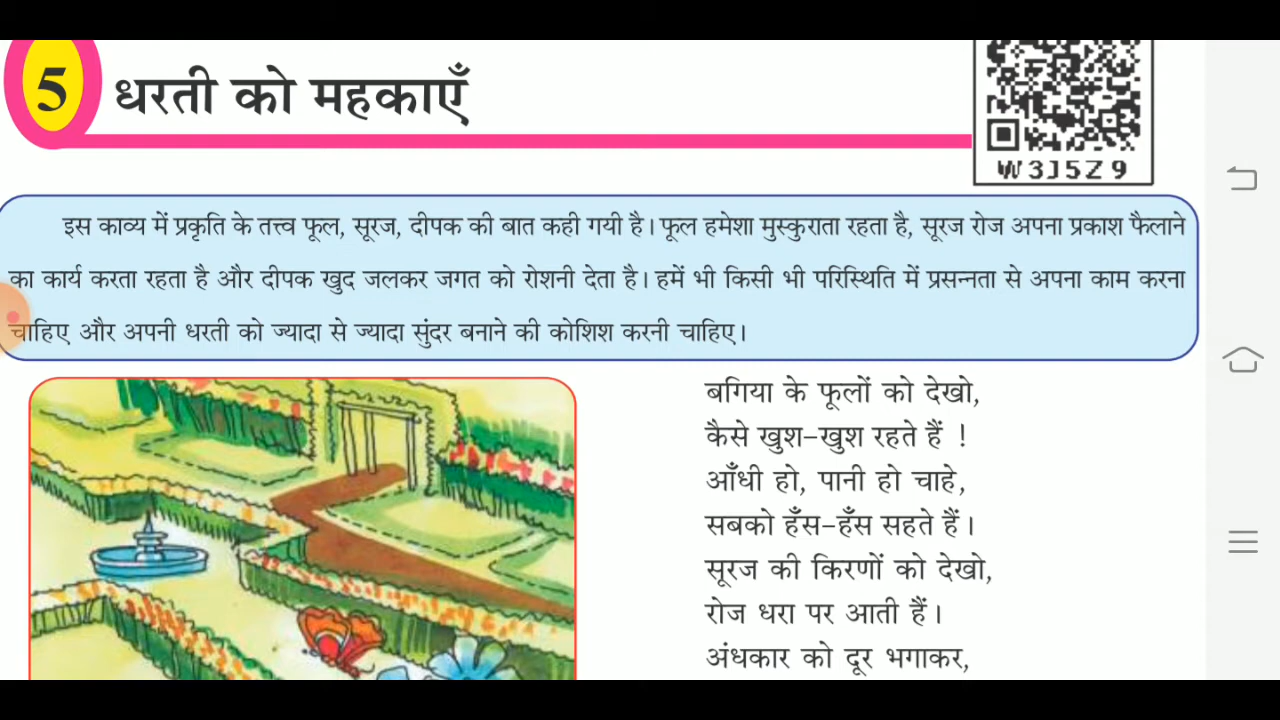 5
धरती को महकाएँ
W3J5Z9
इस काव्य में प्रकृति के तत्त्व फूल, सूरज, दीपक की बात कही गयी है। फूल हमेशा मुस्कुराता रहता है, सूरज रोज अपना प्रकाश फैलाने
का कार्य करता रहता है और दीपक खुद जलकर जगत को रोशनी देता है। हमें भी किसी भी परिस्थिति में प्रसन्नता से अपना काम करना
चाहिए और अपनी धरती को ज्यादा से ज्यादा सुंदर बनाने की कोशिश करनी चाहिए।
बगिया के फूलों को देखो,
कैसे खुश-खुश रहते हैं !
आँधी हो, पानी हो चाहे,
सबको हँस-हँस सहते हैं।
सूरज की किरणों को देखो,
रोज धरा पर आती हैं।
अंधकार को दूर भगाकर,